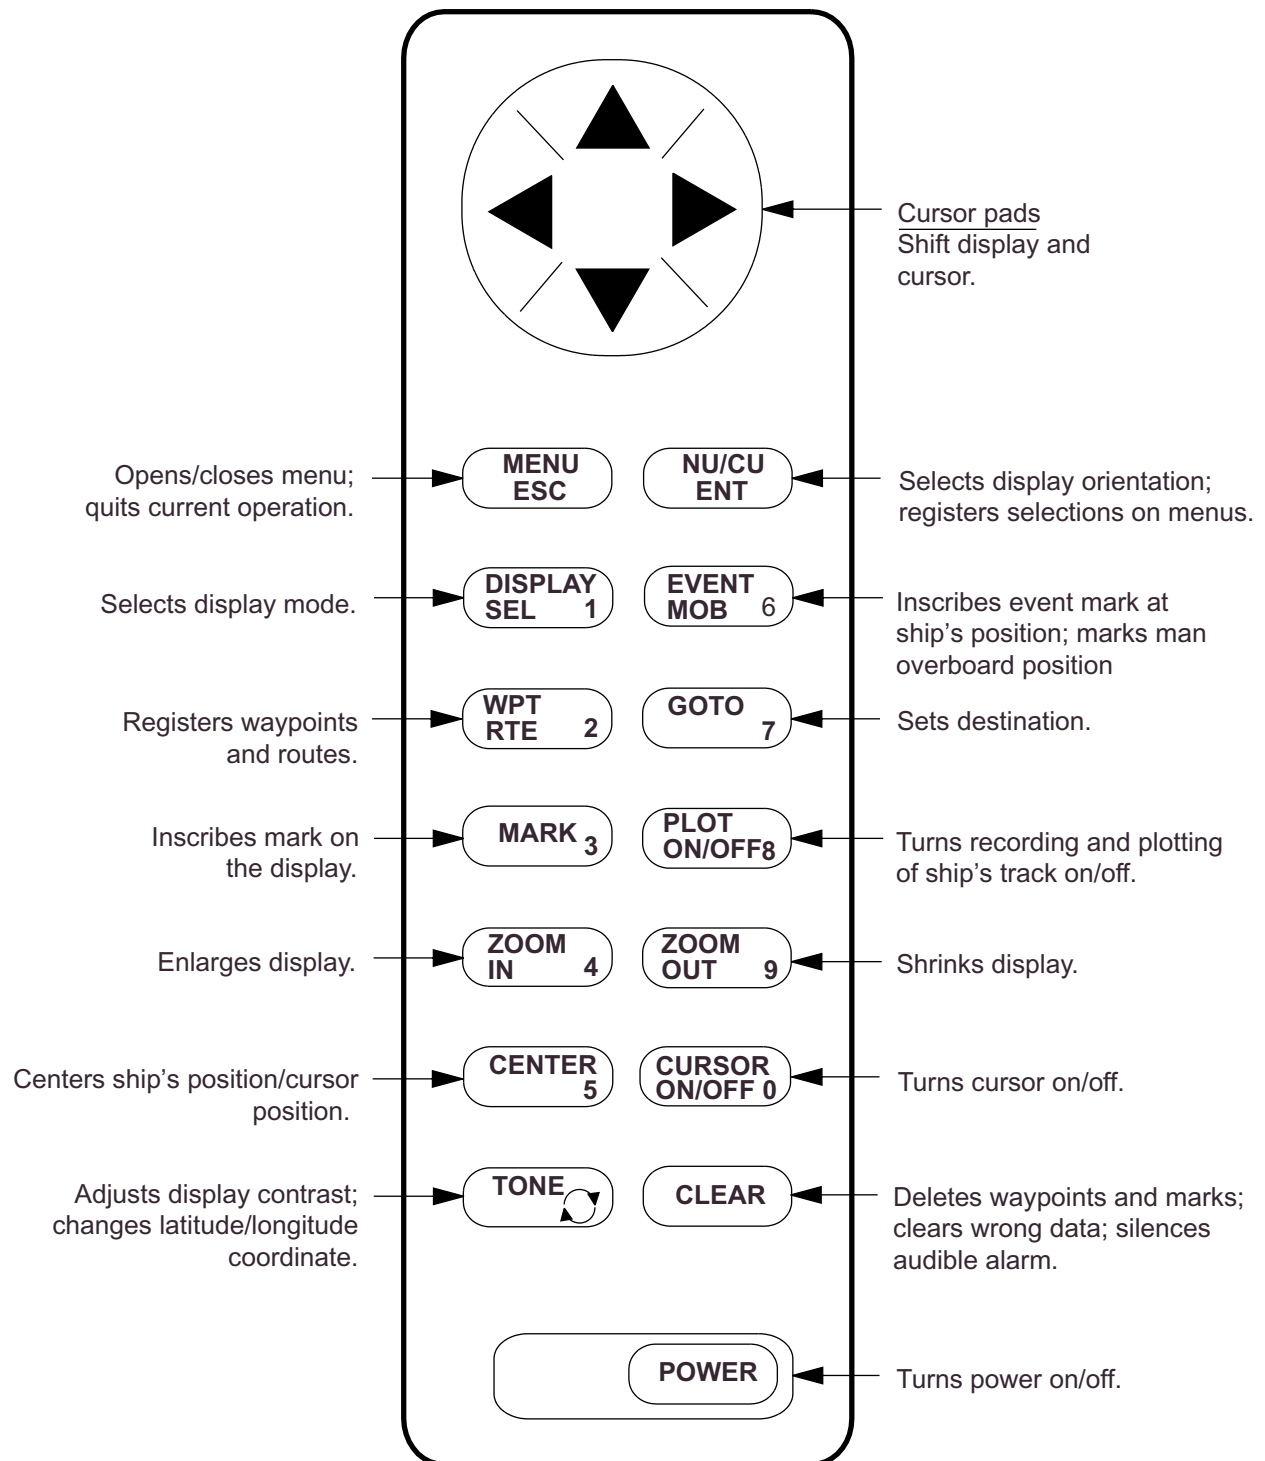 Cursor pads
Shift display and
cursor.
Opens/closes menu;
quits current operation.
MENU
ESC
NU/CU
ENT
Selects display orientation;
registers selections on menus.
Selects display mode.
DISPLAY
SEL 1
EVENT
MOB 6
Inscribes event mark at
ship's position; marks man
overboard position
Registers waypoints
and routes.
WPT
RTE 2
GOTO
7
Sets destination.
Inscribes mark on
the display.
MARK 3
PLOT
ON/OFF8
Turns recording and plotting
of ship's track on/off.
Enlarges display.
ZOOM
IN 4
ZOOM
OUT 9
Shrinks display.
Centers ship's position/cursor
position.
CENTER
5
CURSOR
ON/OFF 0
Turns cursor on/off.
Adjusts display contrast;
changes latitude/longitude
coordinate.
TONE
CLEAR
Deletes waypoints and marks;
clears wrong data; silences
audible alarm.
POWER
Turns power on/off.